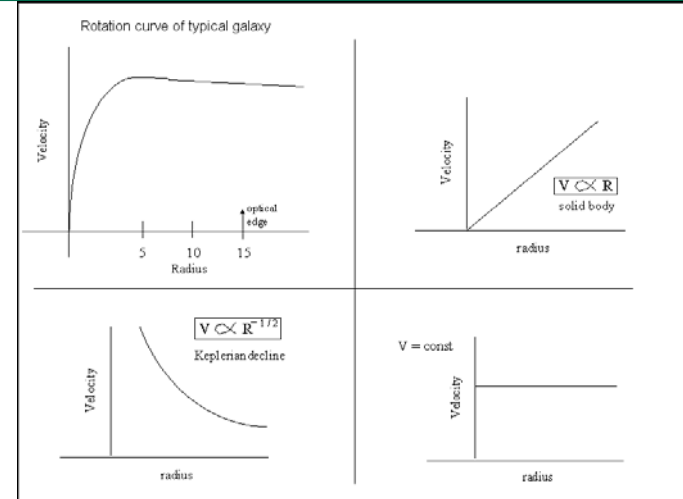 Rotation curve of typical galaxy
Velocity
optical
edge
5 10 15
Radius
Velocity
V ∝ R
solid body
radius
V ∝ R^-1/2
Keplerian decline
Velocity
radius
V = const
Velocity
radius